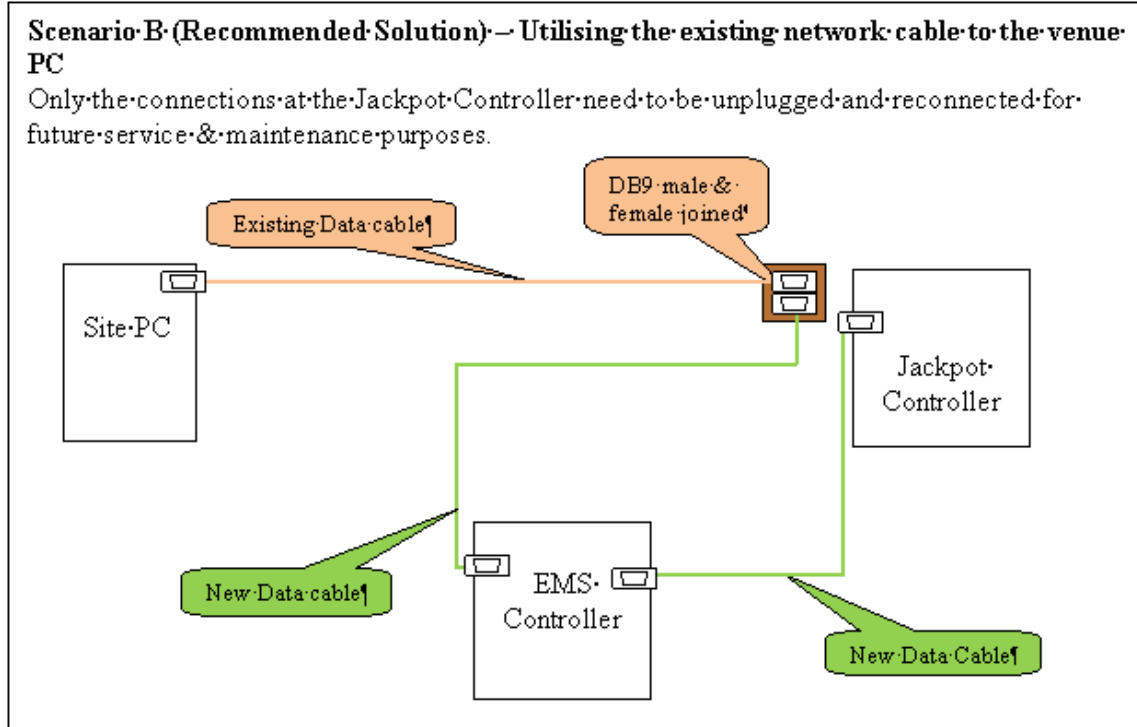 Scenario·B·(Recommended·Solution)·–·Utilising·the·existing·network·cable·to·the·venue·
PC
Only·the·connections·at·the·Jackpot·Controller·need·to·be·unplugged·and·reconnected·for·
future·service·&·maintenance·purposes.
DB9·male·&·
female·joined¶
Existing·Data·cable¶
Site·PC
Jackpot·
Controller
New·Data·cable¶
EMS·
Controller
New·Data·Cable¶